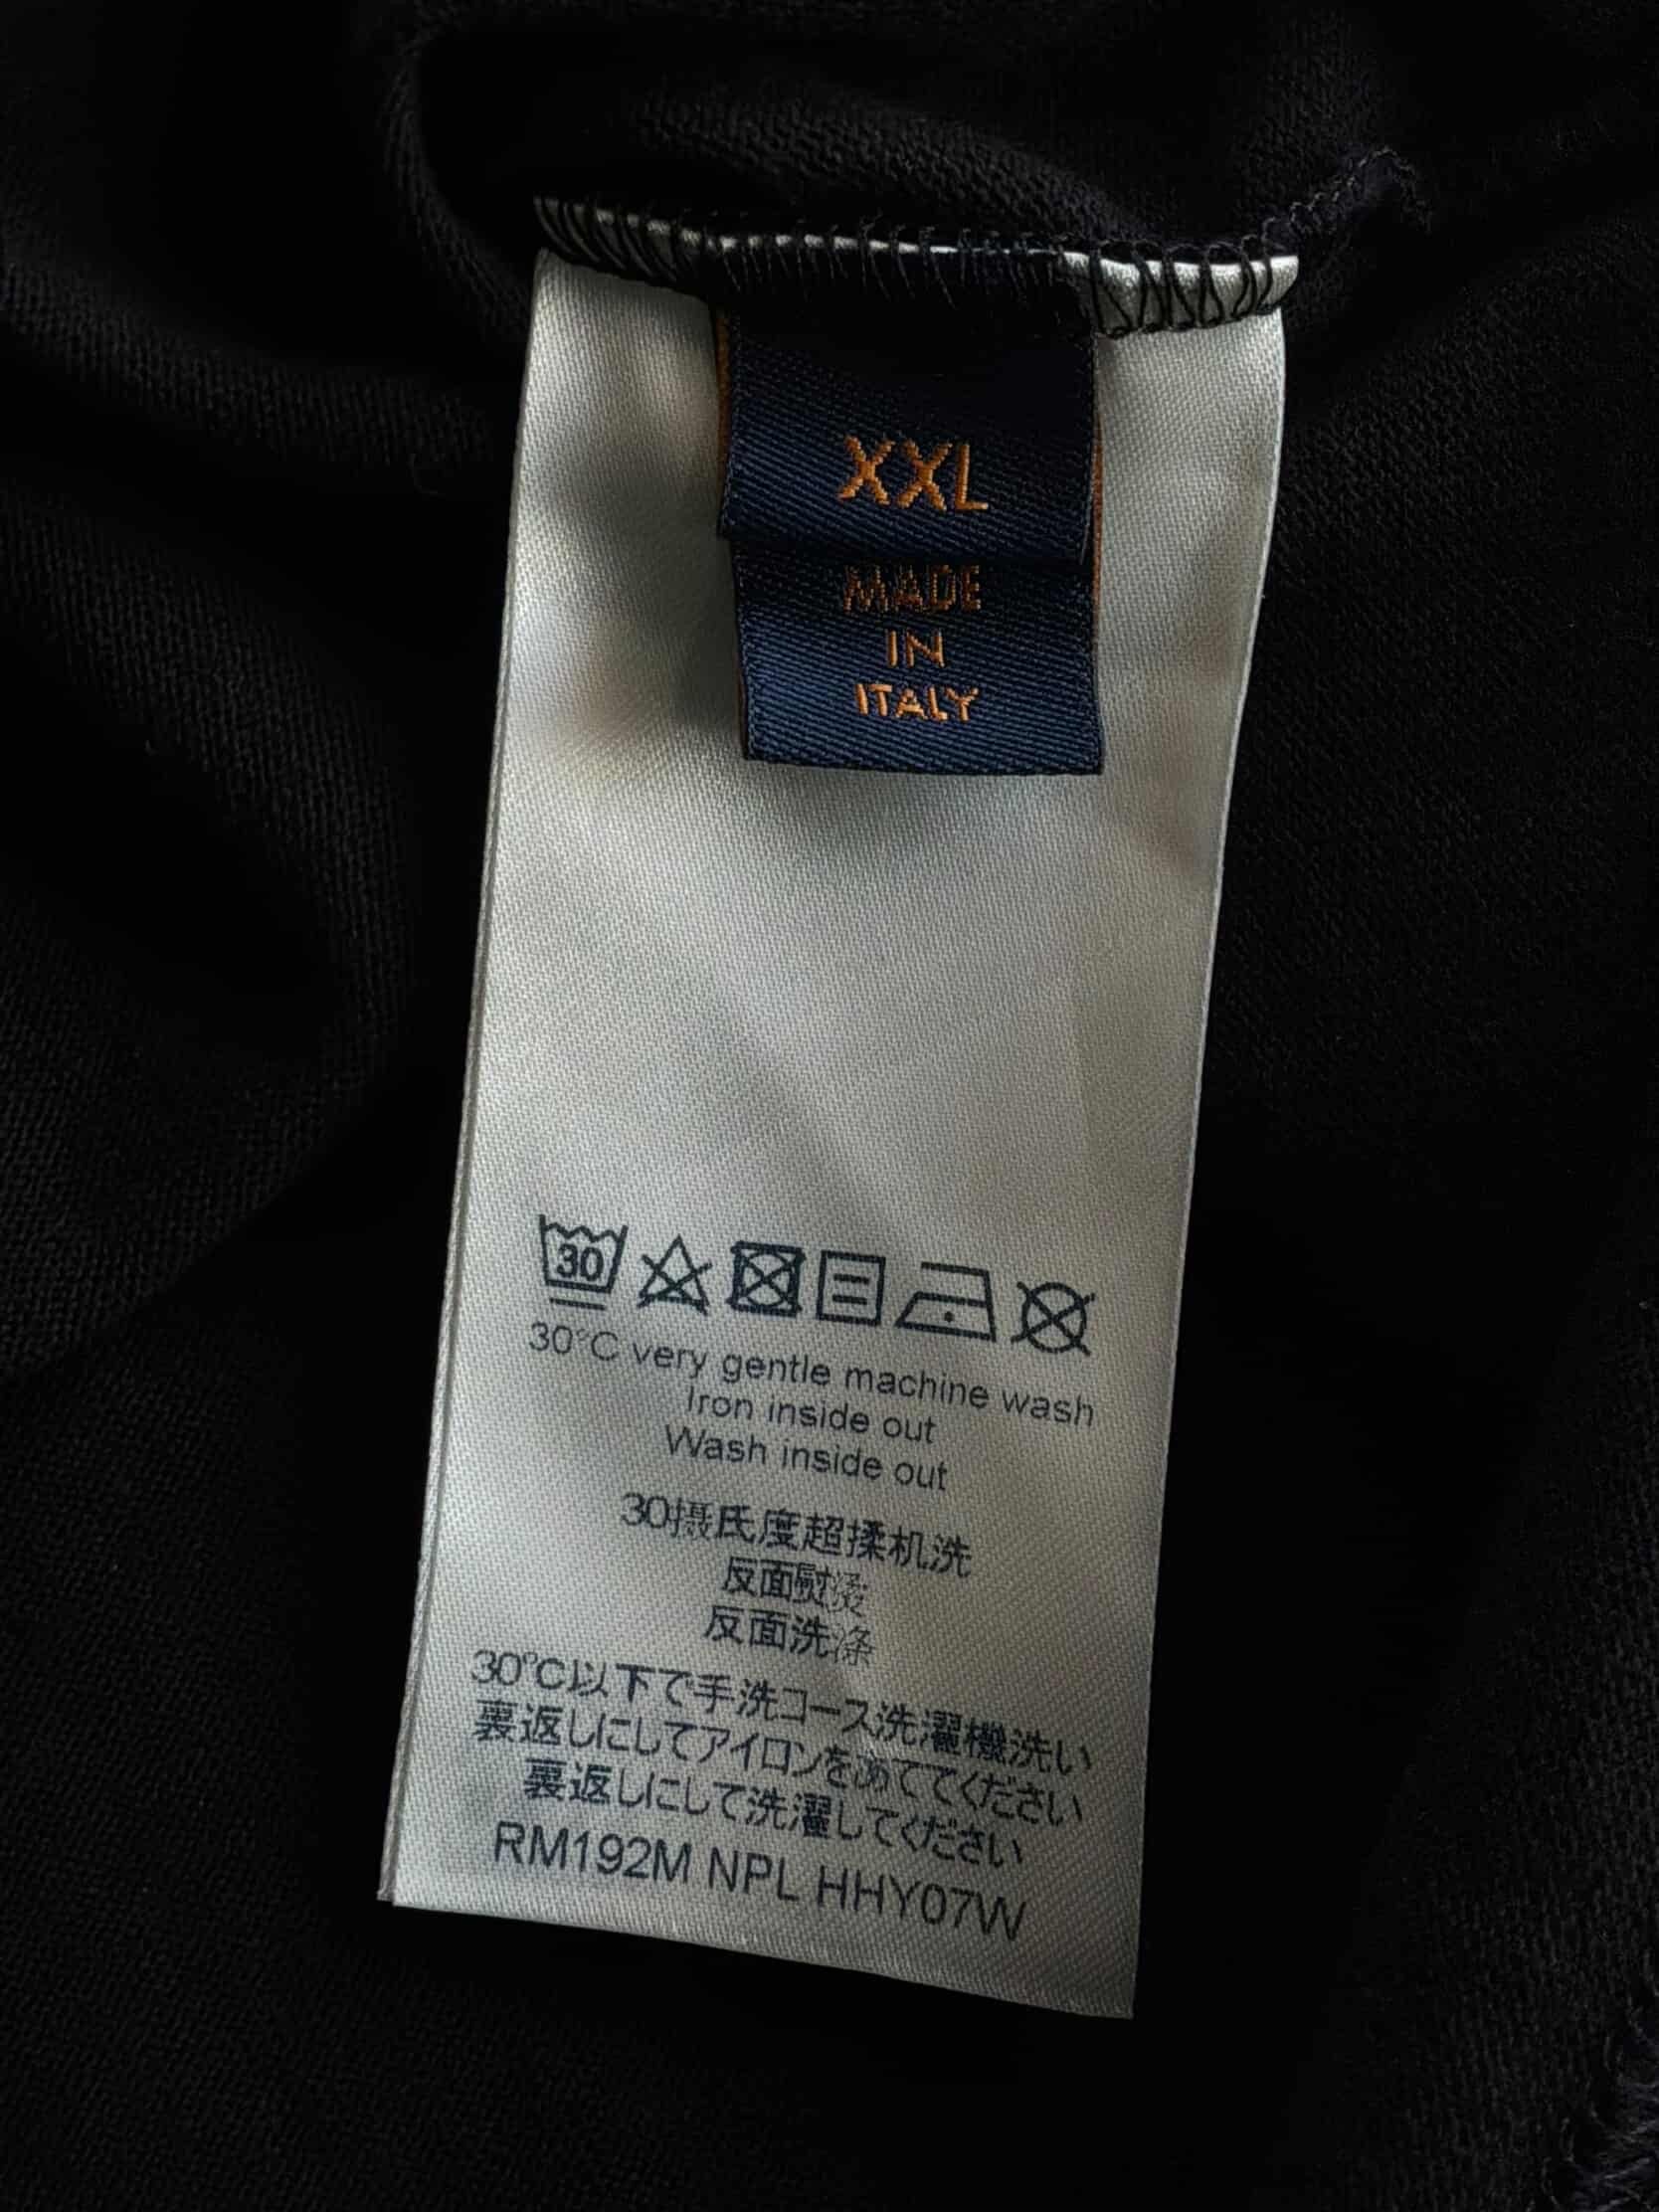 XXL
MADE
IN
ITALY
30
30°C very gentle machine wash
Iron inside out
Wash inside out
30摄氏度超揉机洗
反面熨烫
反面洗涤
30℃以下で手洗コース洗濯機洗い
裏返しにしてアイロンをあててください
裏返しにして洗濯してください
RM192M NPL HHY07W